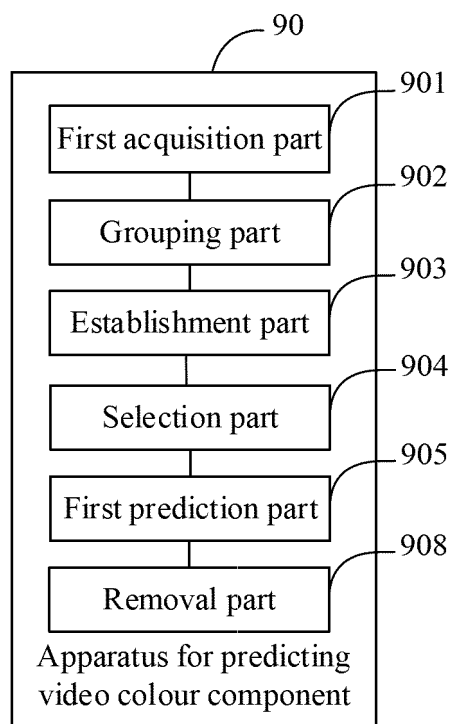 90
901
First acquisition part
902
Grouping part
903
Establishment part
904
Selection part
905
First prediction part
908
Removal part
Apparatus for predicting
video colour component